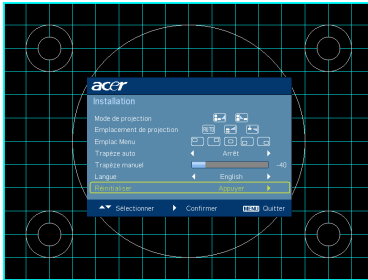 acer
Installation
Mode de projection
Emplacement de projection AUTO
Emplac Menu
Trapèze auto Arrêt
Trapèze manuel -40
Langue English
Réinitialiser Appuyer
Sélectionner Confirmer MENU Quitter